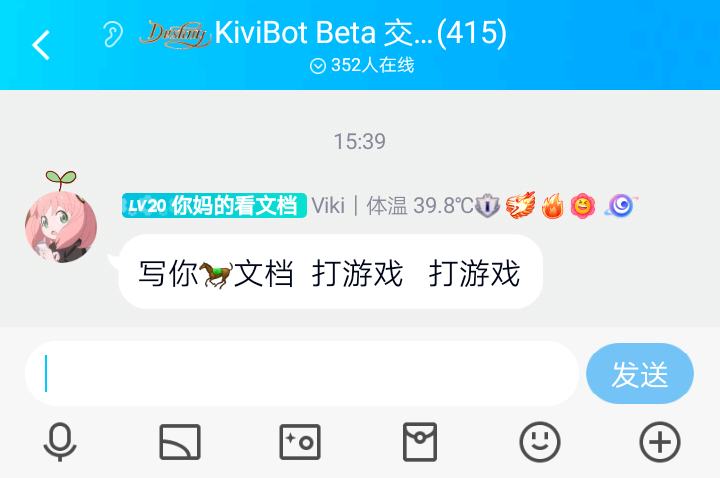 Destiny KiviBot Beta 交...(415)
352人在线
15:39
LV20 你妈的看文档 Viki｜体温 39.8℃
写你🐎文档 打游戏 打游戏
发送